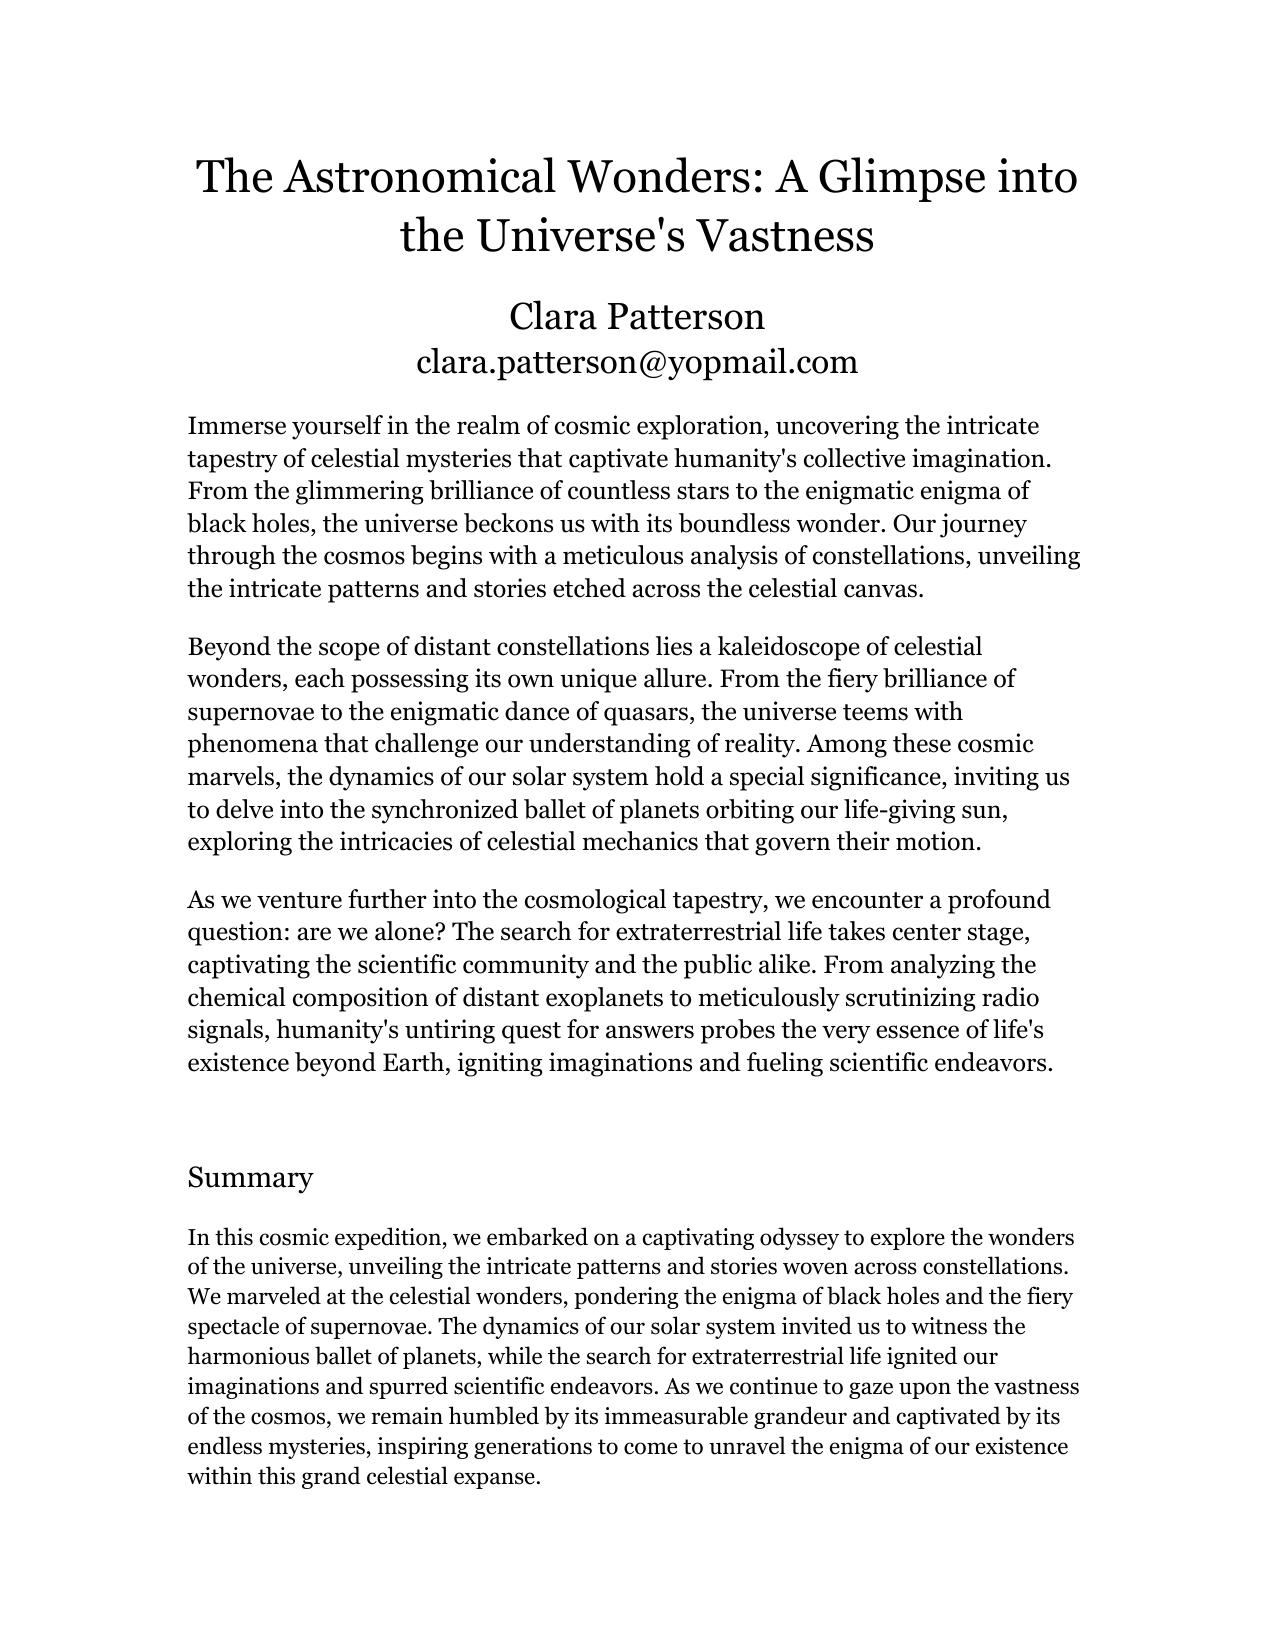 The Astronomical Wonders: A Glimpse into
the Universe's Vastness
Clara Patterson
clara.patterson@yopmail.com
Immerse yourself in the realm of cosmic exploration, uncovering the intricate
tapestry of celestial mysteries that captivate humanity's collective imagination.
From the glimmering brilliance of countless stars to the enigmatic enigma of
black holes, the universe beckons us with its boundless wonder. Our journey
through the cosmos begins with a meticulous analysis of constellations, unveiling
the intricate patterns and stories etched across the celestial canvas.
Beyond the scope of distant constellations lies a kaleidoscope of celestial
wonders, each possessing its own unique allure. From the fiery brilliance of
supernovae to the enigmatic dance of quasars, the universe teems with
phenomena that challenge our understanding of reality. Among these cosmic
marvels, the dynamics of our solar system hold a special significance, inviting us
to delve into the synchronized ballet of planets orbiting our life-giving sun,
exploring the intricacies of celestial mechanics that govern their motion.
As we venture further into the cosmological tapestry, we encounter a profound
question: are we alone? The search for extraterrestrial life takes center stage,
captivating the scientific community and the public alike. From analyzing the
chemical composition of distant exoplanets to meticulously scrutinizing radio
signals, humanity's untiring quest for answers probes the very essence of life's
existence beyond Earth, igniting imaginations and fueling scientific endeavors.
Summary
In this cosmic expedition, we embarked on a captivating odyssey to explore the wonders
of the universe, unveiling the intricate patterns and stories woven across constellations.
We marveled at the celestial wonders, pondering the enigma of black holes and the fiery
spectacle of supernovae. The dynamics of our solar system invited us to witness the
harmonious ballet of planets, while the search for extraterrestrial life ignited our
imaginations and spurred scientific endeavors. As we continue to gaze upon the vastness
of the cosmos, we remain humbled by its immeasurable grandeur and captivated by its
endless mysteries, inspiring generations to come to unravel the enigma of our existence
within this grand celestial expanse.